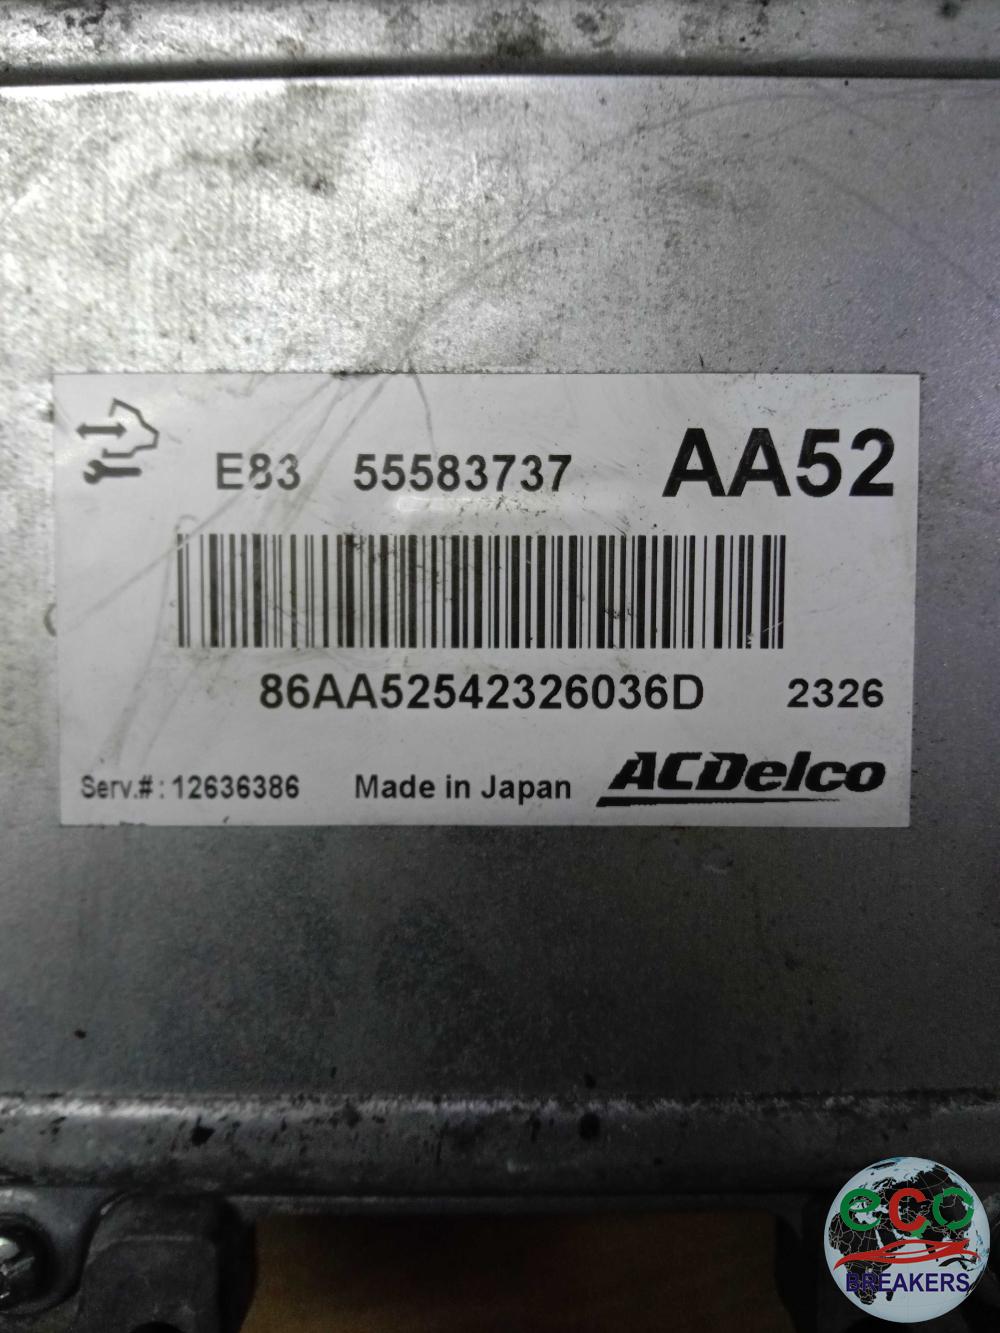 E83 55583737 AA52
86AA52542326036D 2326
Serv.#: 12636386 Made in Japan ACDelco
eco
BREAKERS